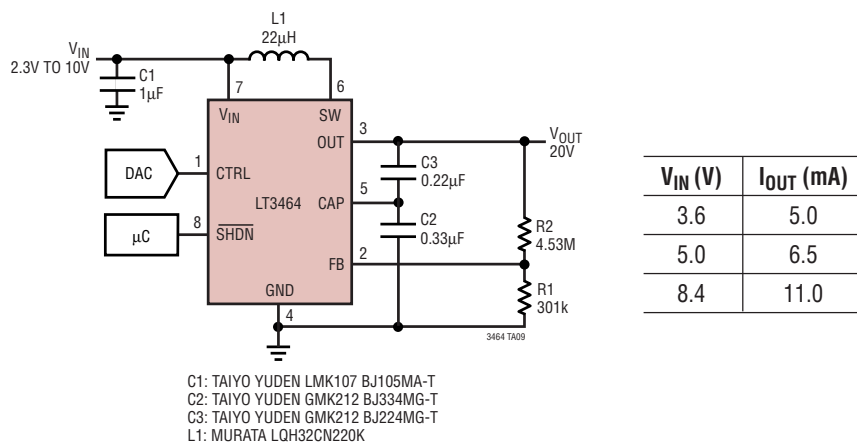 L1
22µH
VIN
2.3V TO 10V
C1
1µF
7
6
VIN
SW
OUT
3
VOUT
20V
DAC
1
CTRL
C3
0.22µF
LT3464
CAP
5
µC
8
SHDN
C2
0.33µF
R2
4.53M
FB
2
GND
R1
301k
4
3464 TA09
C1: TAIYO YUDEN LMK107 BJ105MA-T
C2: TAIYO YUDEN GMK212 BJ334MG-T
C3: TAIYO YUDEN GMK212 BJ224MG-T
L1: MURATA LQH32CN220K
VIN (V) IOUT (mA)
3.6 5.0
5.0 6.5
8.4 11.0